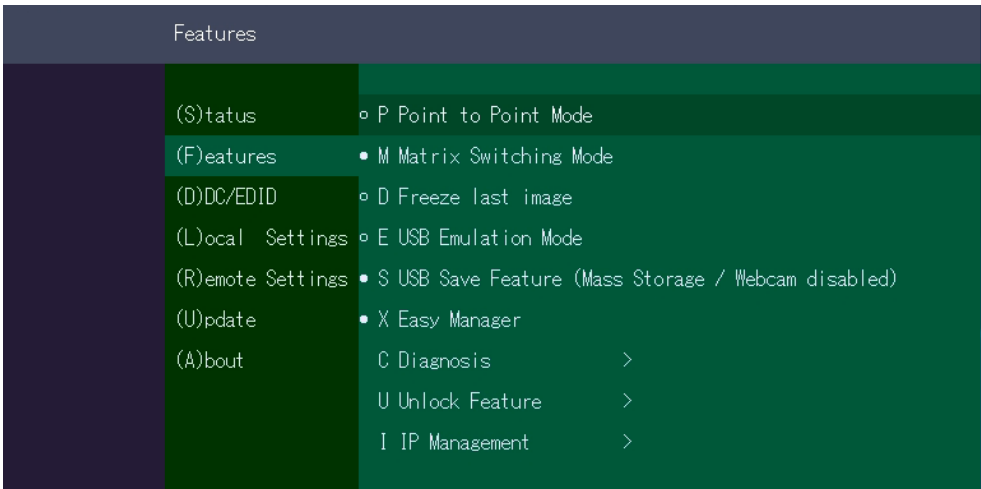 Features
(S)tatus
(F)eatures
(D)DC/EDID
(L)ocal Settings
(R)emote Settings
(U)pdate
(A)bout
○ P Point to Point Mode
● M Matrix Switching Mode
○ D Freeze last image
○ E USB Emulation Mode
● S USB Save Feature (Mass Storage / Webcam disabled)
● X Easy Manager
C Diagnosis >
U Unlock Feature >
I IP Management >